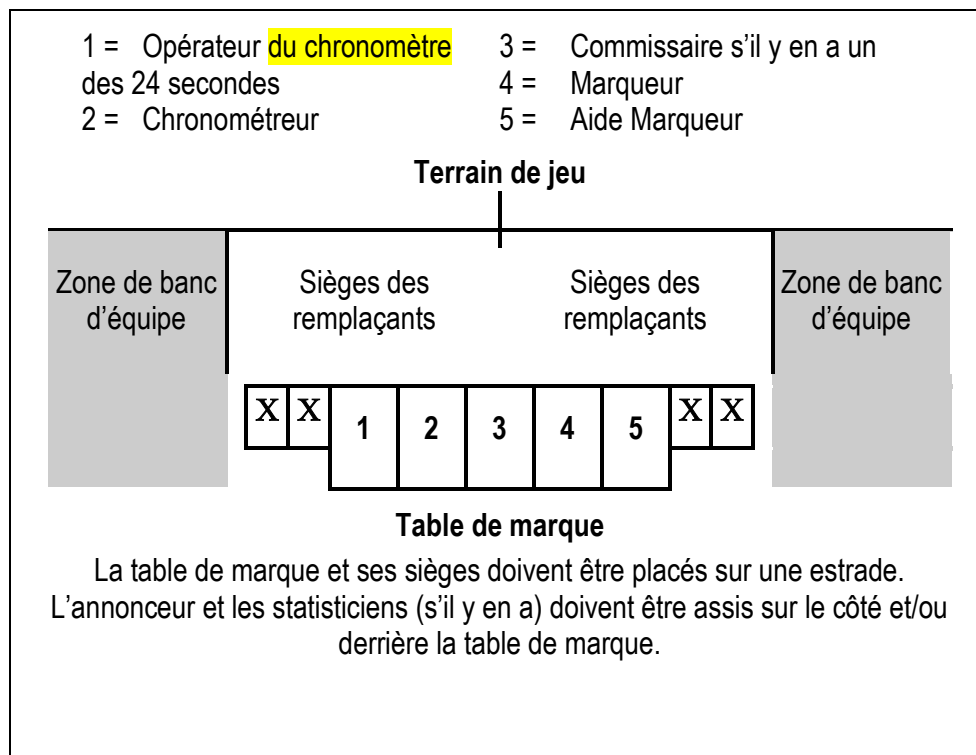 1 = Opérateur du chronomètre
des 24 secondes
2 = Chronométreur
3 = Commissaire s'il y en a un
4 = Marqueur
5 = Aide Marqueur
Terrain de jeu
Zone de banc
d'équipe
Sièges des
remplaçants
Sièges des
remplaçants
Zone de banc
d'équipe
X X 1 2 3 4 5 X X
Table de marque
La table de marque et ses sièges doivent être placés sur une estrade.
L'annonceur et les statisticiens (s'il y en a) doivent être assis sur le côté et/ou
derrière la table de marque.